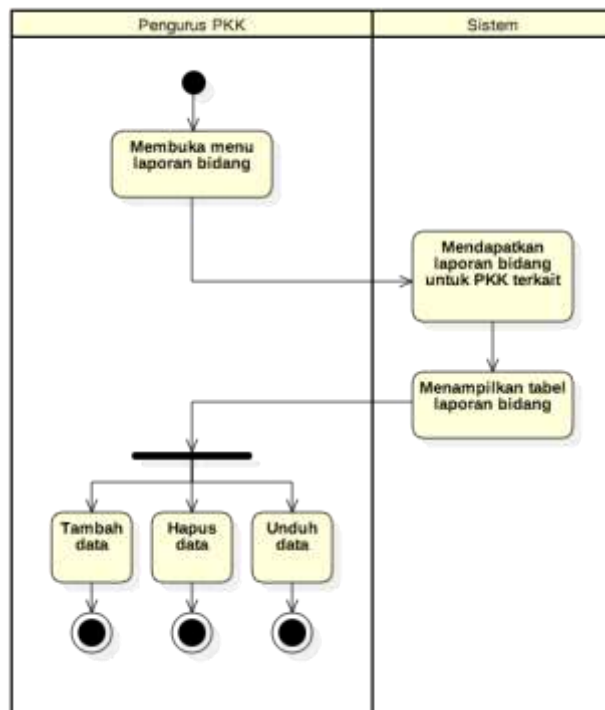 Pengurus PKK
Sistem
Membuka menu
laporan bidang
Mendapatkan
laporan bidang
untuk PKK terkait
Menampilkan tabel
laporan bidang
Tambah
data
Hapus
data
Unduh
data